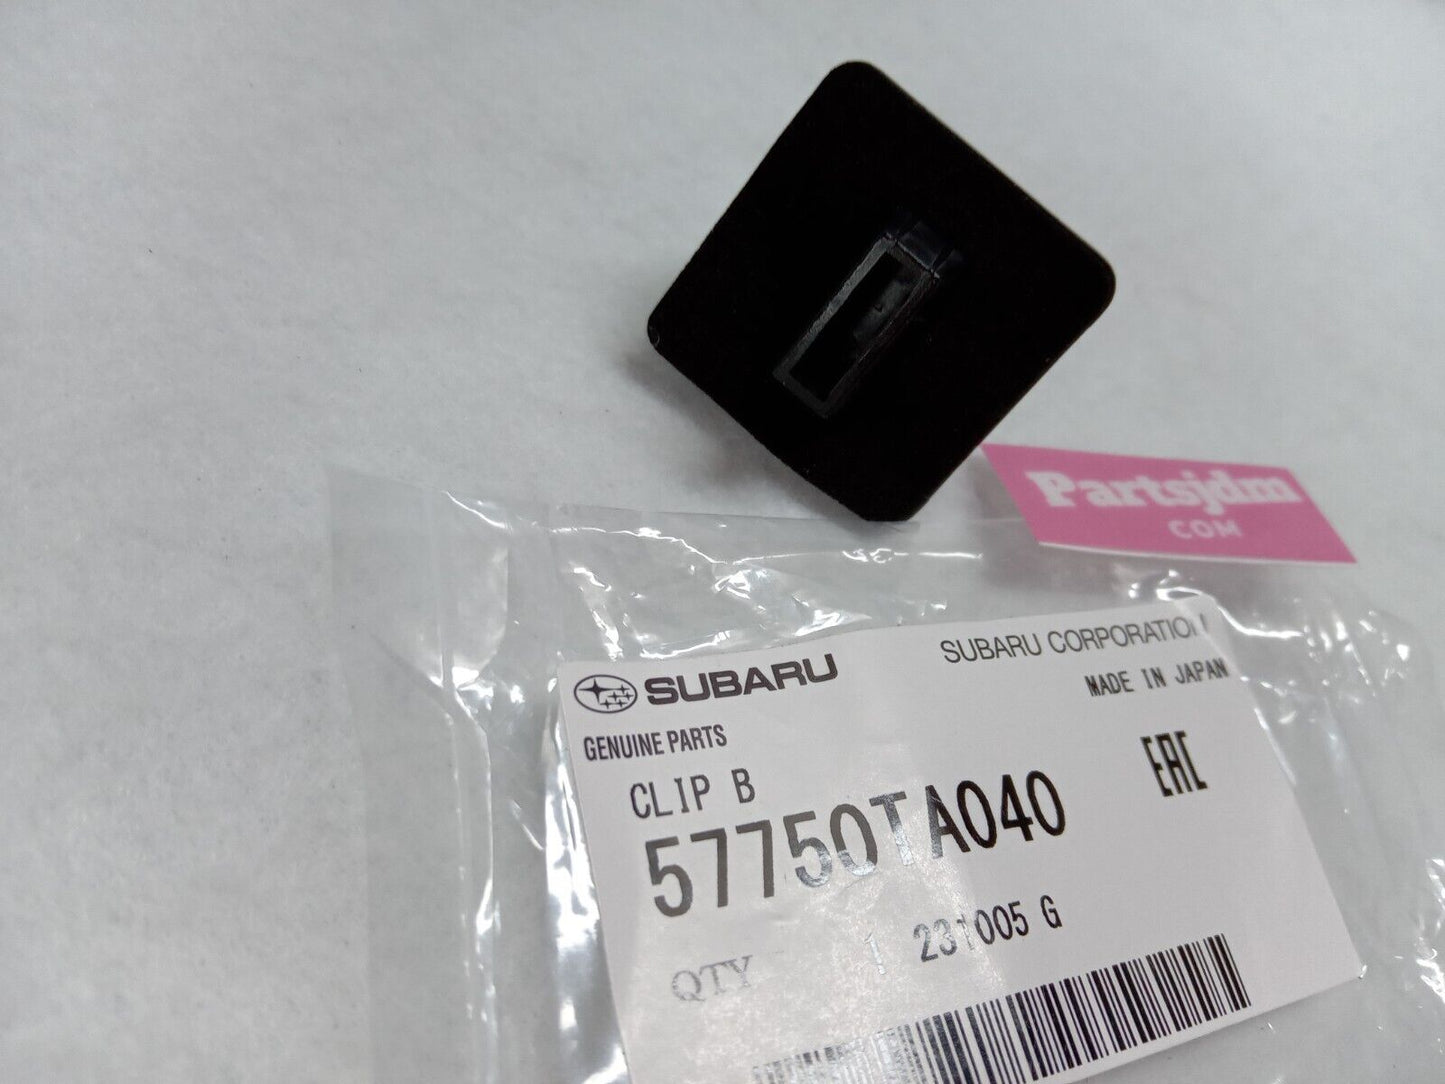 Partsjdm
COM
SUBARU
SUBARU CORPORATION
MADE IN JAPAN
GENUINE PARTS
CLIP B
EAC
57750TA040
QTY 1 231005 G